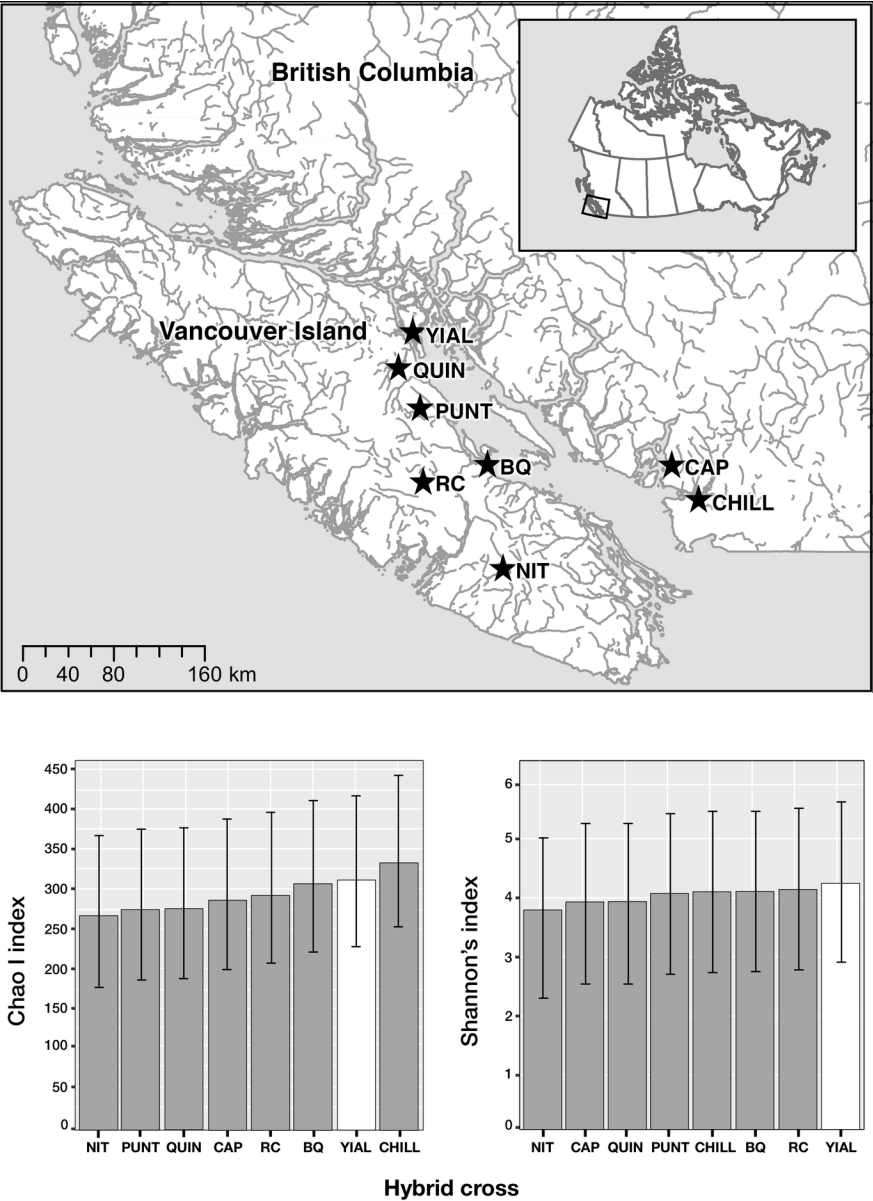 British Columbia
Vancouver Island
YIAL
QUIN
PUNT
BQ
CAP
RC
CHILL
NIT
0 40 80 160 km
450
400
350
300
250
200
150
100
50
0
Chao I index
NIT PUNT QUIN CAP RC BQ YIAL CHILL
6
5
4
3
2
1
0
Shannon's index
NIT CAP QUIN PUNT CHILL BQ RC YIAL
Hybrid cross